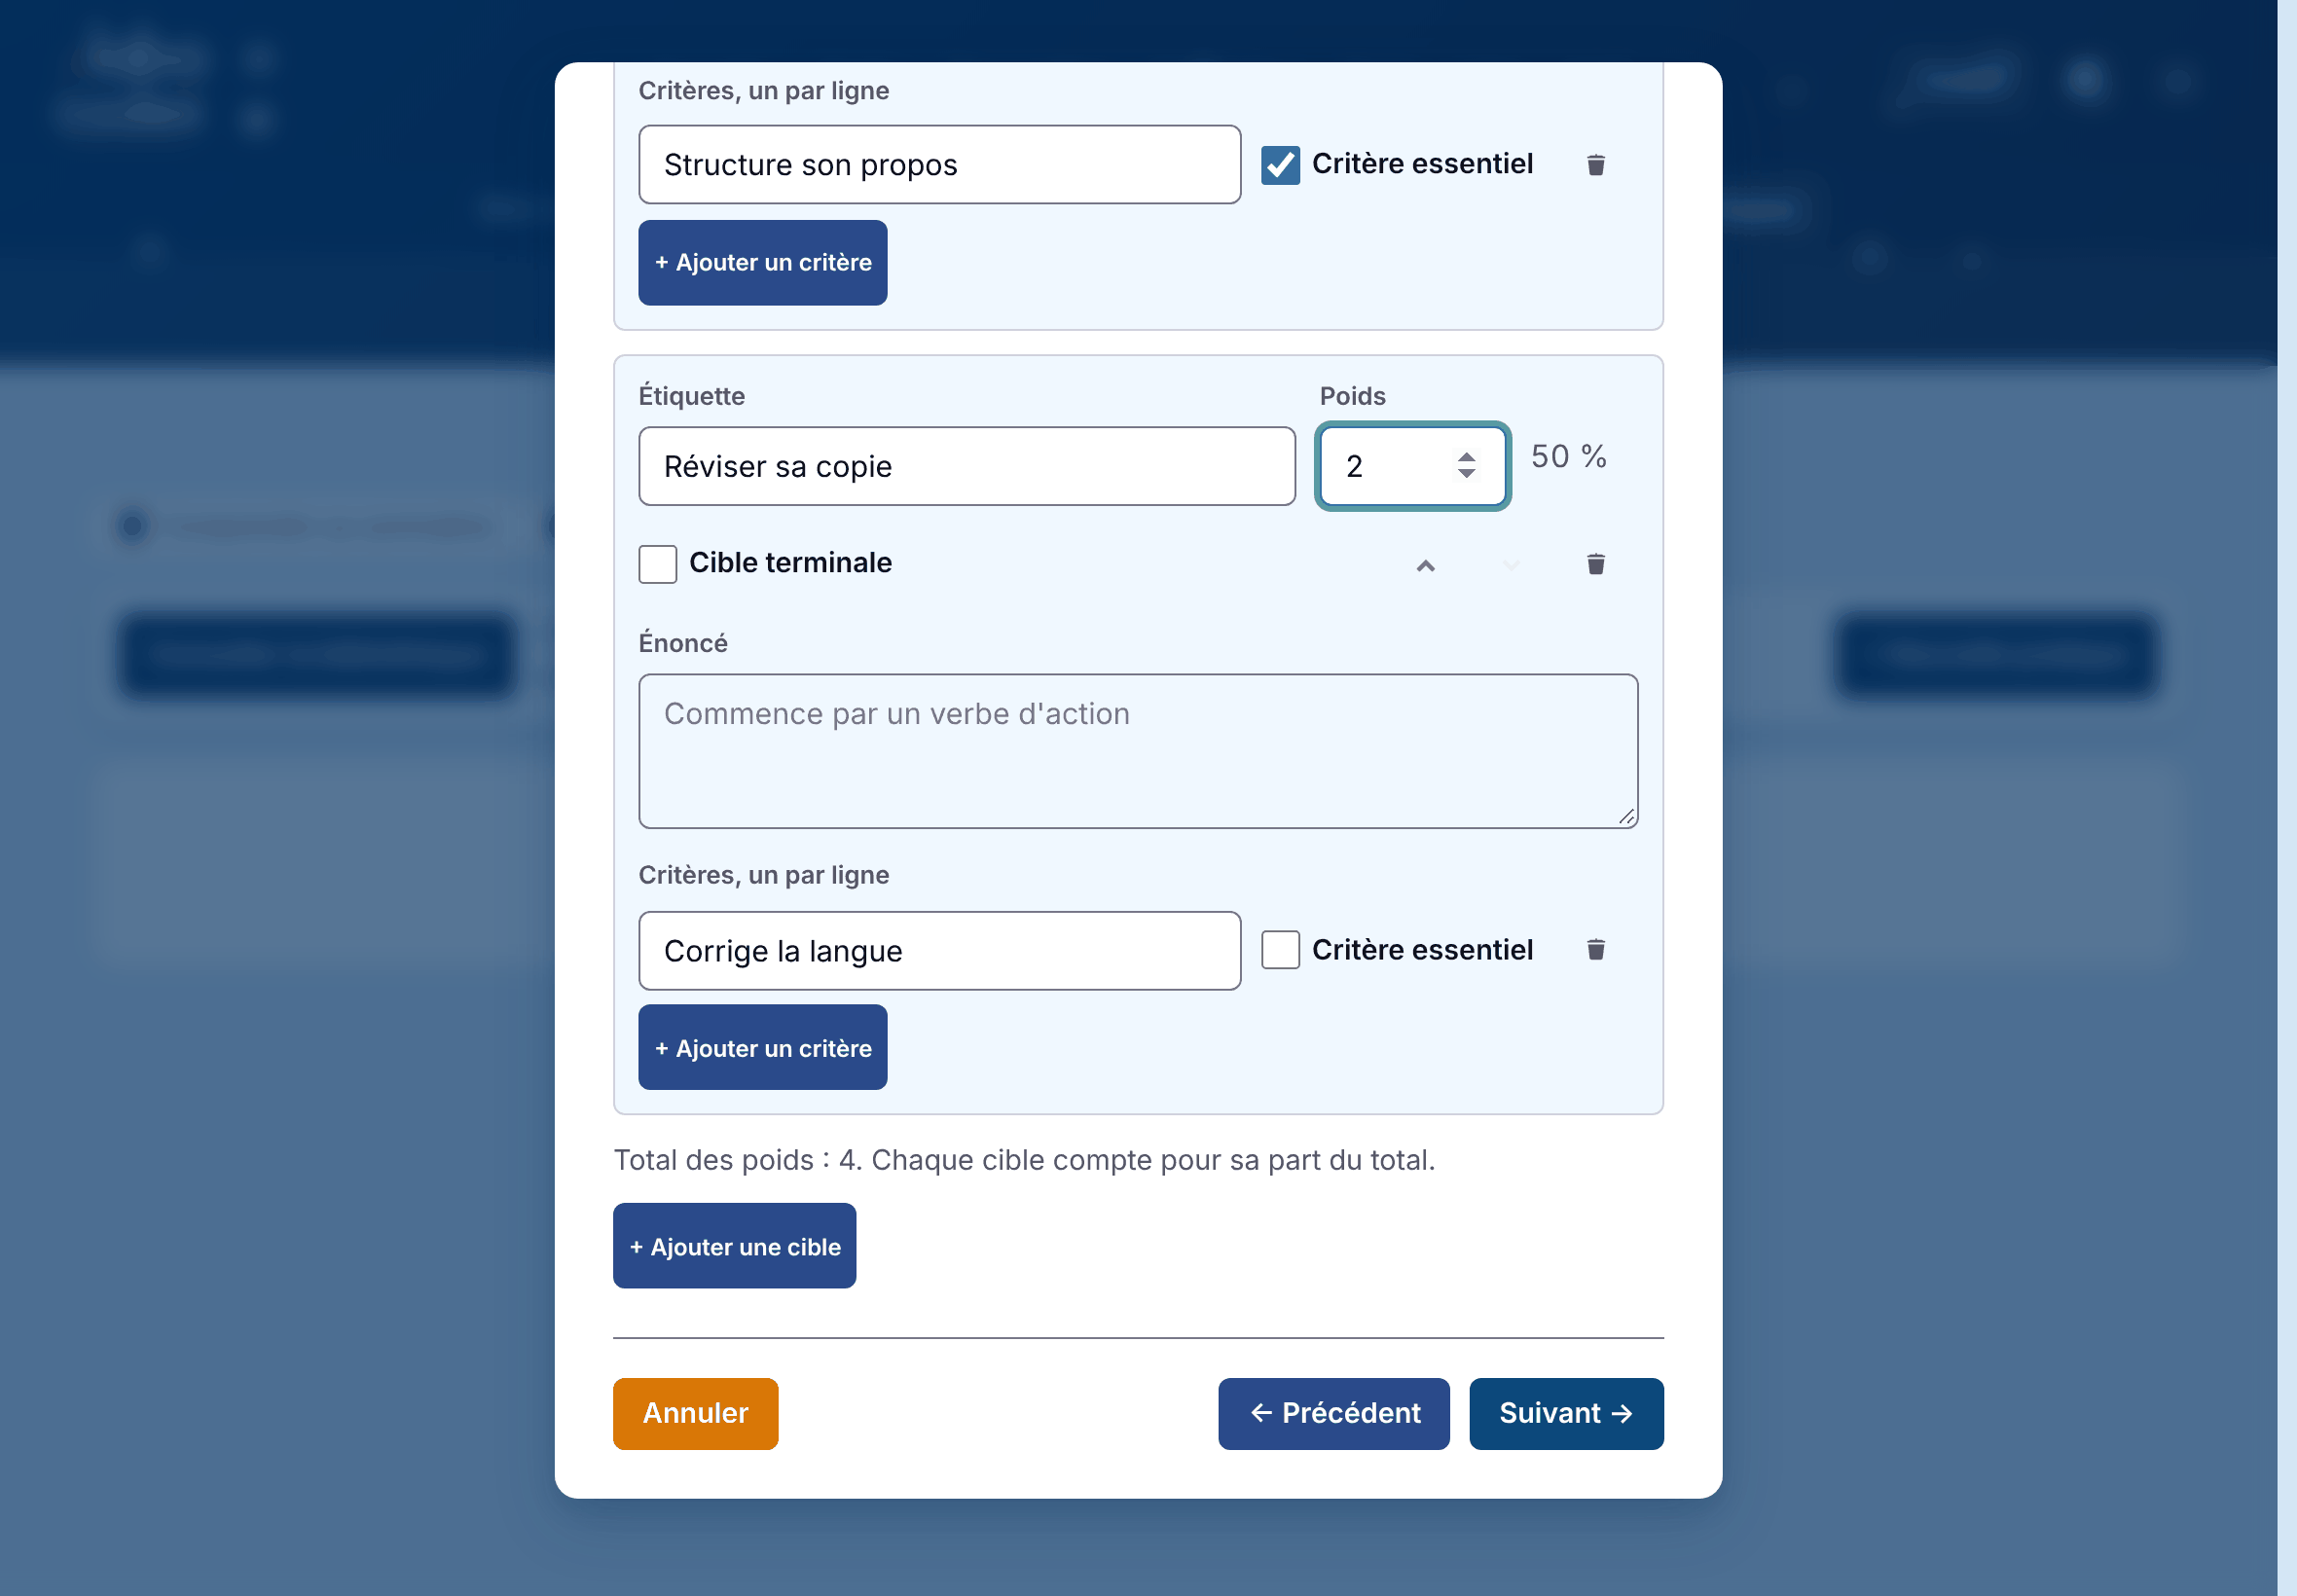 Critères, un par ligne
Structure son propos
Critère essentiel
+ Ajouter un critère
Étiquette
Poids
Réviser sa copie
2
50 %
Cible terminale
Énoncé
Commence par un verbe d'action
Critères, un par ligne
Corrige la langue
Critère essentiel
+ Ajouter un critère
Total des poids : 4. Chaque cible compte pour sa part du total.
+ Ajouter une cible
Annuler
← Précédent
Suivant →